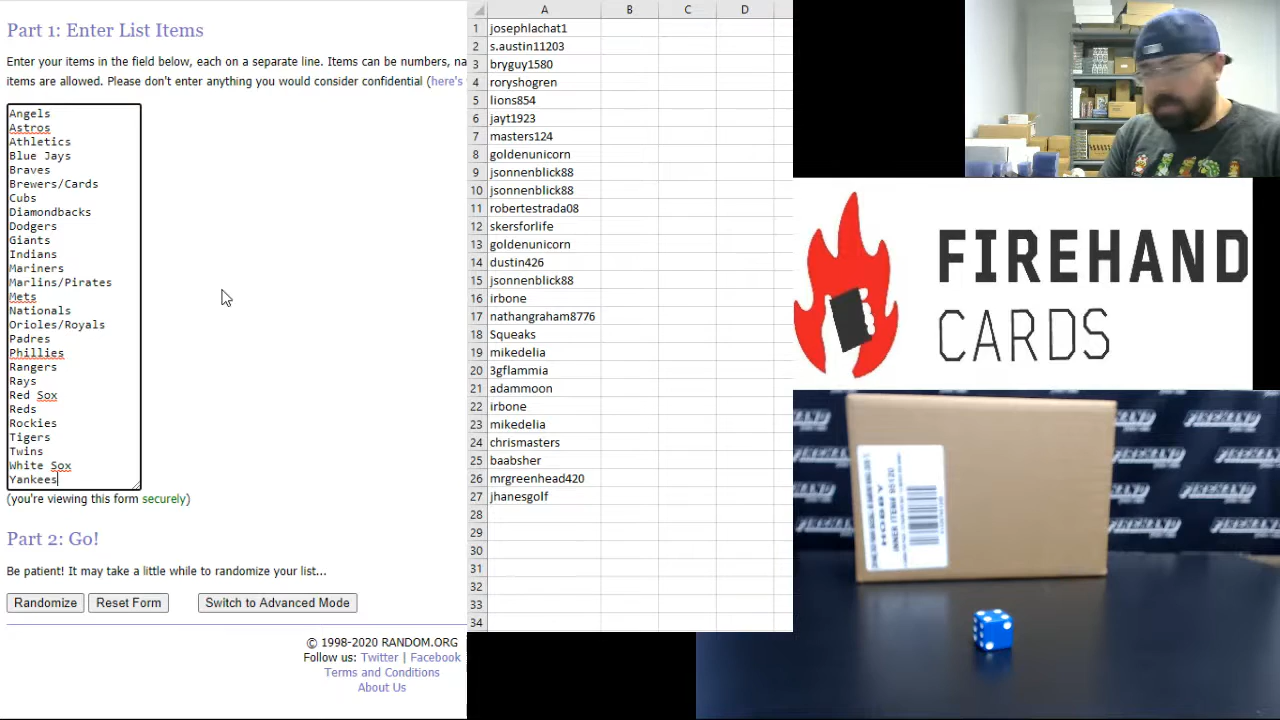 Part 1: Enter List Items
Enter your items in the field below, each on a separate line. Items can be numbers, na
items are allowed. Please don't enter anything you would consider confidential (here's
Angels
Astros
Athletics
Blue Jays
Braves
Brewers/Cards
Cubs
Diamondbacks
Dodgers
Giants
Indians
Mariners
Marlins/Pirates
Mets
Nationals
Orioles/Royals
Padres
Phillies
Rangers
Rays
Red Sox
Reds
Rockies
Tigers
Twins
White Sox
Yankees
(you're viewing this form securely)
Part 2: Go!
Be patient! It may take a little while to randomize your list...
Randomize
Reset Form
Switch to Advanced Mode
© 1998-2020 RANDOM.ORG
Follow us: Twitter | Facebook
Terms and Conditions
About Us
A B C D
1 josephlachat1
2 s.austin11203
3 bryguy1580
4 roryshogren
5 lions854
6 jayt1923
7 masters124
8 goldenunicorn
9 jsonnenblick88
10 jsonnenblick88
11 robertestrada08
12 skersforlife
13 goldenunicorn
14 dustin426
15 jsonnenblick88
16 irbone
17 nathangraham8776
18 Squeaks
19 mikedelia
20 3gflammia
21 adammoon
22 irbone
23 mikedelia
24 chrismasters
25 baabsher
26 mrgreenhead420
27 jhanesgolf
28
29
30
31
32
33
34
FIREHAND
CARDS
HOBBY